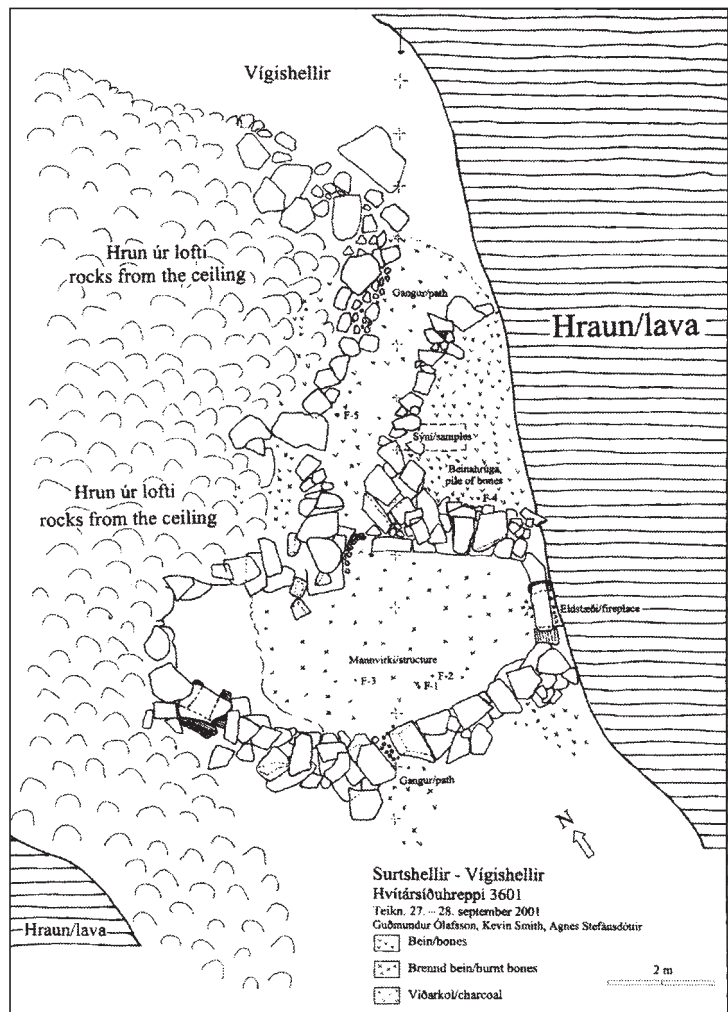 Vígishellir
Hrun úr lofti
rocks from the ceiling
Gangur/path
Hraun/lava
F-5
Sýni/samples
Beinahrúga,
pile of bones
F-4
Hrun úr lofti
rocks from the ceiling
Eldstæði/fireplace
Mannvirki/structure
F-3
F-2
F-1
Gangur/path
N
Hraun/lava
Surtshellir - Vígishellir
Hvítársíðuhreppi 3601
Teikn. 27. – 28. september 2001
Guðmundur Ólafsson, Kevin Smith, Agnes Stefánsdóttir
Bein/bones
Brennd bein/burnt bones
Viðarkol/charcoal
2 m